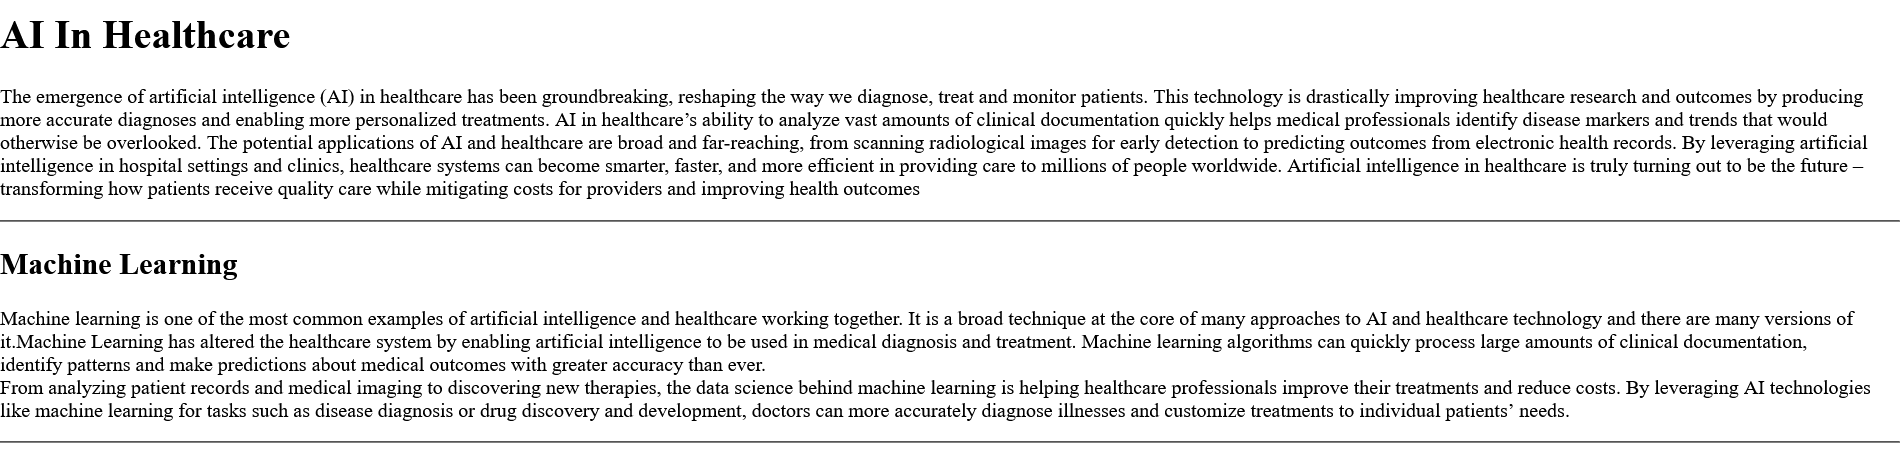 AI In Healthcare
The emergence of artificial intelligence (AI) in healthcare has been groundbreaking, reshaping the way we diagnose, treat and monitor patients. This technology is drastically improving healthcare research and outcomes by producing
more accurate diagnoses and enabling more personalized treatments. AI in healthcare’s ability to analyze vast amounts of clinical documentation quickly helps medical professionals identify disease markers and trends that would
otherwise be overlooked. The potential applications of AI and healthcare are broad and far-reaching, from scanning radiological images for early detection to predicting outcomes from electronic health records. By leveraging artificial
intelligence in hospital settings and clinics, healthcare systems can become smarter, faster, and more efficient in providing care to millions of people worldwide. Artificial intelligence in healthcare is truly turning out to be the future –
transforming how patients receive quality care while mitigating costs for providers and improving health outcomes
Machine Learning
Machine learning is one of the most common examples of artificial intelligence and healthcare working together. It is a broad technique at the core of many approaches to AI and healthcare technology and there are many versions of
it.Machine Learning has altered the healthcare system by enabling artificial intelligence to be used in medical diagnosis and treatment. Machine learning algorithms can quickly process large amounts of clinical documentation,
identify patterns and make predictions about medical outcomes with greater accuracy than ever.
From analyzing patient records and medical imaging to discovering new therapies, the data science behind machine learning is helping healthcare professionals improve their treatments and reduce costs. By leveraging AI technologies
like machine learning for tasks such as disease diagnosis or drug discovery and development, doctors can more accurately diagnose illnesses and customize treatments to individual patients’ needs.